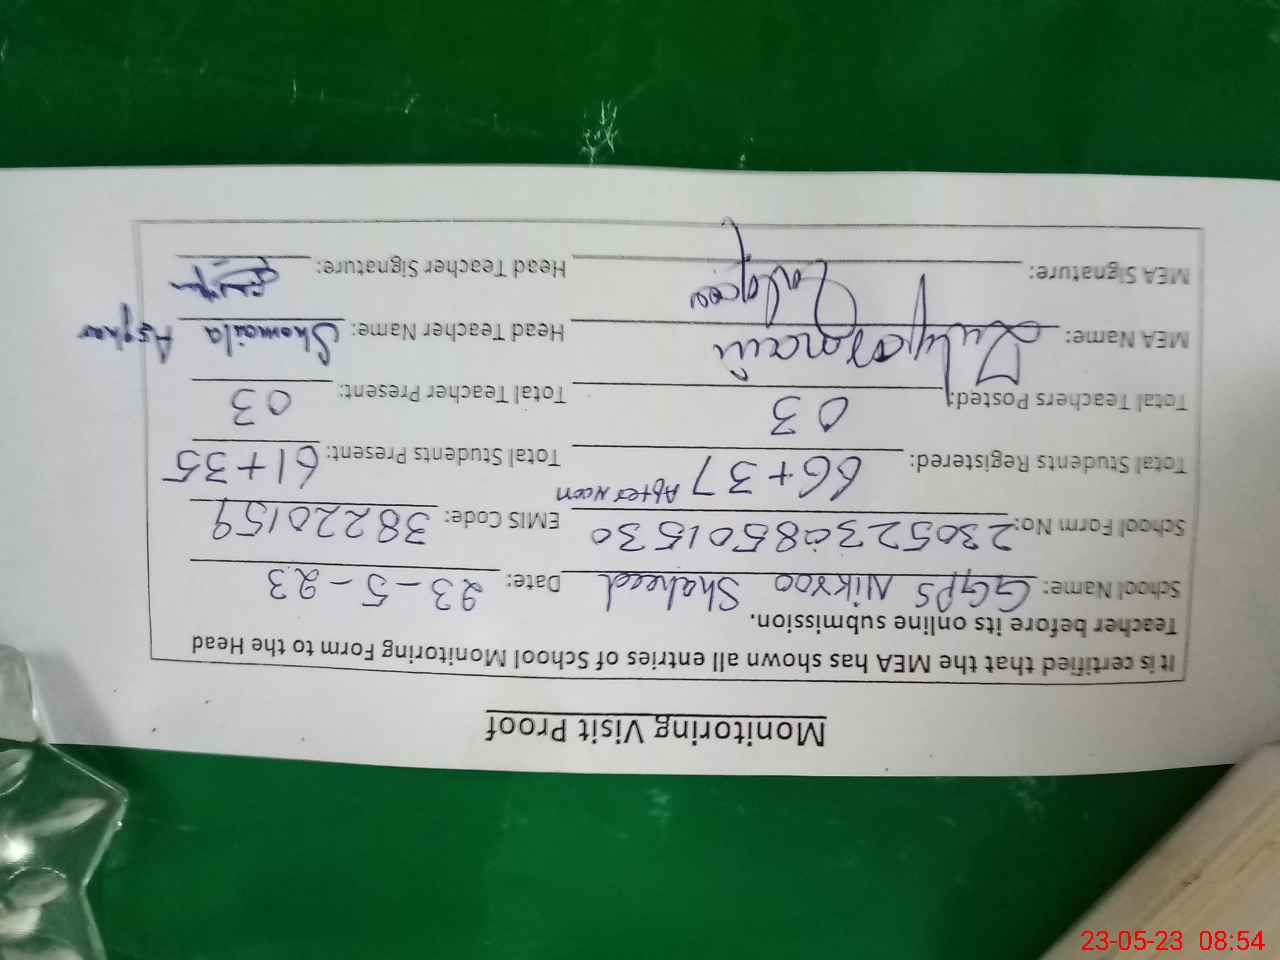 Monitoring Visit Proof
It is certified that the MEA has shown all entries of School Monitoring Form to the Head
Teacher before its online submission.
School Name: GGPS Nikroo Shaheed Date: 23-5-23
School Form No: 23052308501530 EMIS Code: 38220159
Total Students Registered: 66+37 After Noon Total Students Present: 61+35
Total Teachers Posted: 03 Total Teacher Present: 03
MEA Name: Head Teacher Name: Shomaila Asghar
MEA Signature: Head Teacher Signature:
23-05-23 08:54